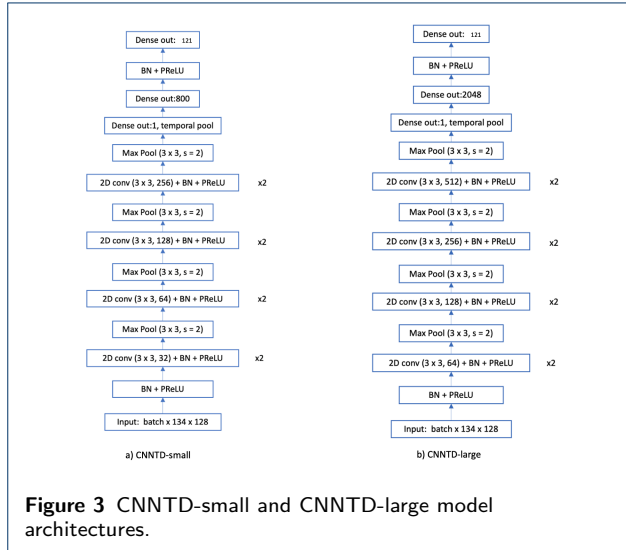 Dense out: 121
BN + PReLU
Dense out:800
Dense out:1, temporal pool
Max Pool (3 x 3, s = 2)
2D conv (3 x 3, 256) + BN + PReLU x2
Max Pool (3 x 3, s = 2)
2D conv (3 x 3, 128) + BN + PReLU x2
Max Pool (3 x 3, s = 2)
2D conv (3 x 3, 64) + BN + PReLU x2
Max Pool (3 x 3, s = 2)
2D conv (3 x 3, 32) + BN + PReLU x2
BN + PReLU
Input: batch x 134 x 128
a) CNNTD-small
Dense out: 121
BN + PReLU
Dense out:2048
Dense out:1, temporal pool
Max Pool (3 x 3, s = 2)
2D conv (3 x 3, 512) + BN + PReLU x2
Max Pool (3 x 3, s = 2)
2D conv (3 x 3, 256) + BN + PReLU x2
Max Pool (3 x 3, s = 2)
2D conv (3 x 3, 128) + BN + PReLU x2
Max Pool (3 x 3, s = 2)
2D conv (3 x 3, 64) + BN + PReLU x2
BN + PReLU
Input: batch x 134 x 128
b) CNNTD-large
Figure 3 CNNTD-small and CNNTD-large model
architectures.